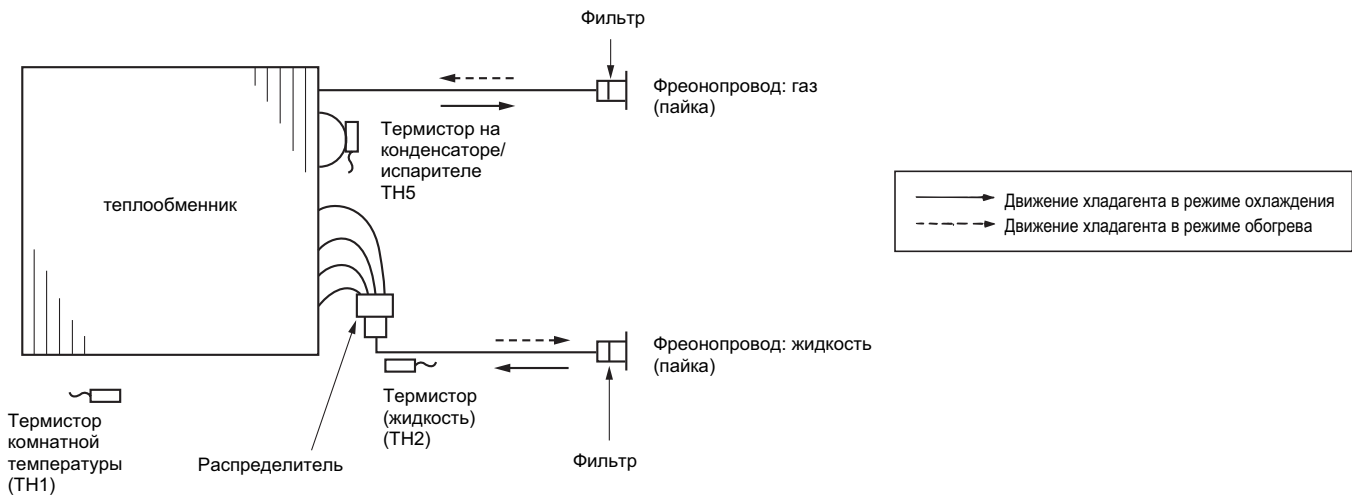 Фильтр
Фреонопровод: газ
(пайка)
Термистор на
конденсаторе/
испарителе
TH5
теплообменник
Движение хладагента в режиме охлаждения
Движение хладагента в режиме обогрева
Фреонопровод: жидкость
(пайка)
Термистор
(жидкость)
(TH2)
Термистор
комнатной
температуры
(TH1)
Распределитель
Фильтр